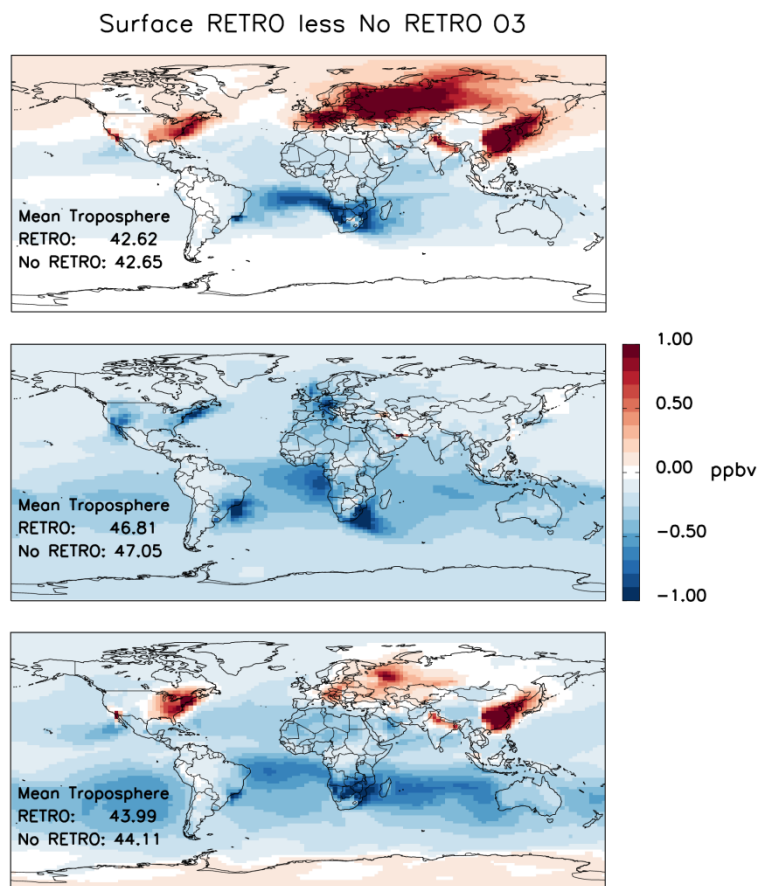 Surface RETRO less No RETRO O3
Mean Troposphere
RETRO: 42.62
No RETRO: 42.65
Mean Troposphere
RETRO: 46.81
No RETRO: 47.05
1.00
0.50
0.00 ppbv
−0.50
−1.00
Mean Troposphere
RETRO: 43.99
No RETRO: 44.11